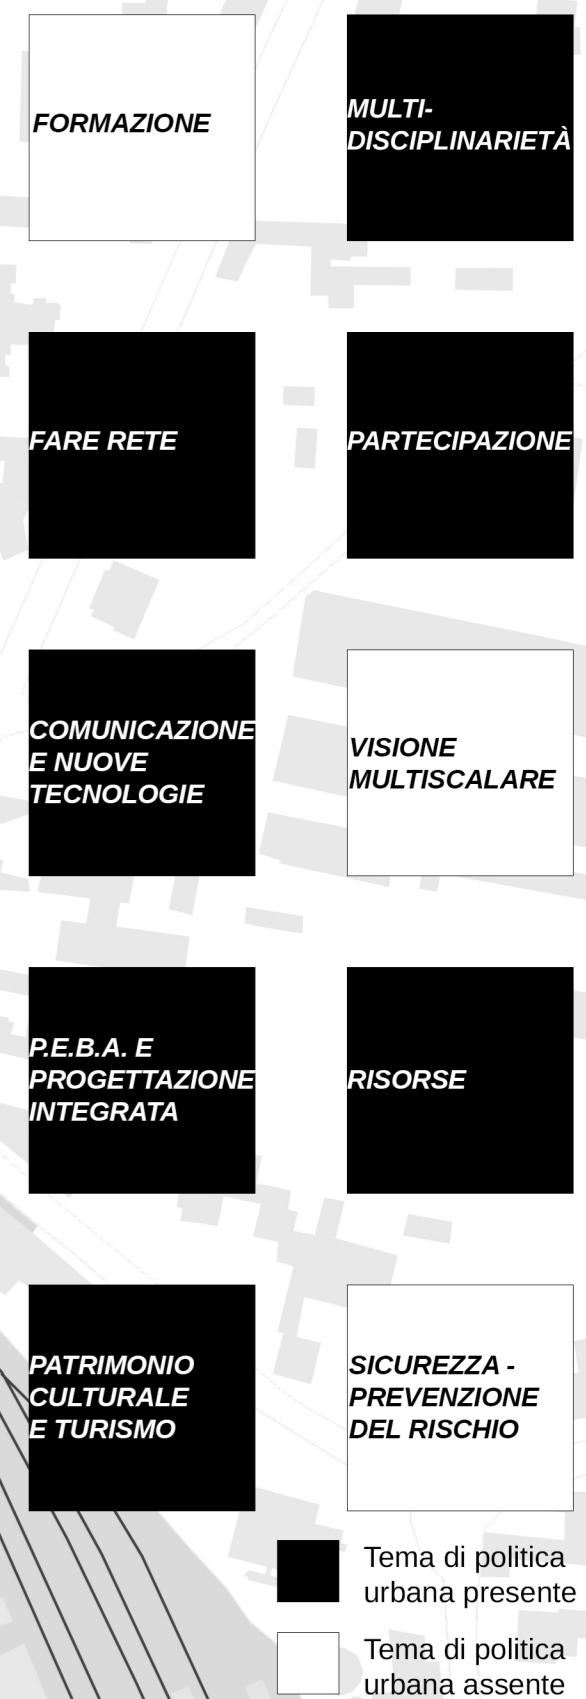 FORMAZIONE
MULTI-
DISCIPLINARIETÀ
FARE RETE
PARTECIPAZIONE
COMUNICAZIONE
E NUOVE
TECNOLOGIE
VISIONE
MULTISCALARE
P.E.B.A. E
PROGETTAZIONE
INTEGRATA
RISORSE
PATRIMONIO
CULTURALE
E TURISMO
SICUREZZA -
PREVENZIONE
DEL RISCHIO
Tema di politica
urbana presente
Tema di politica
urbana assente